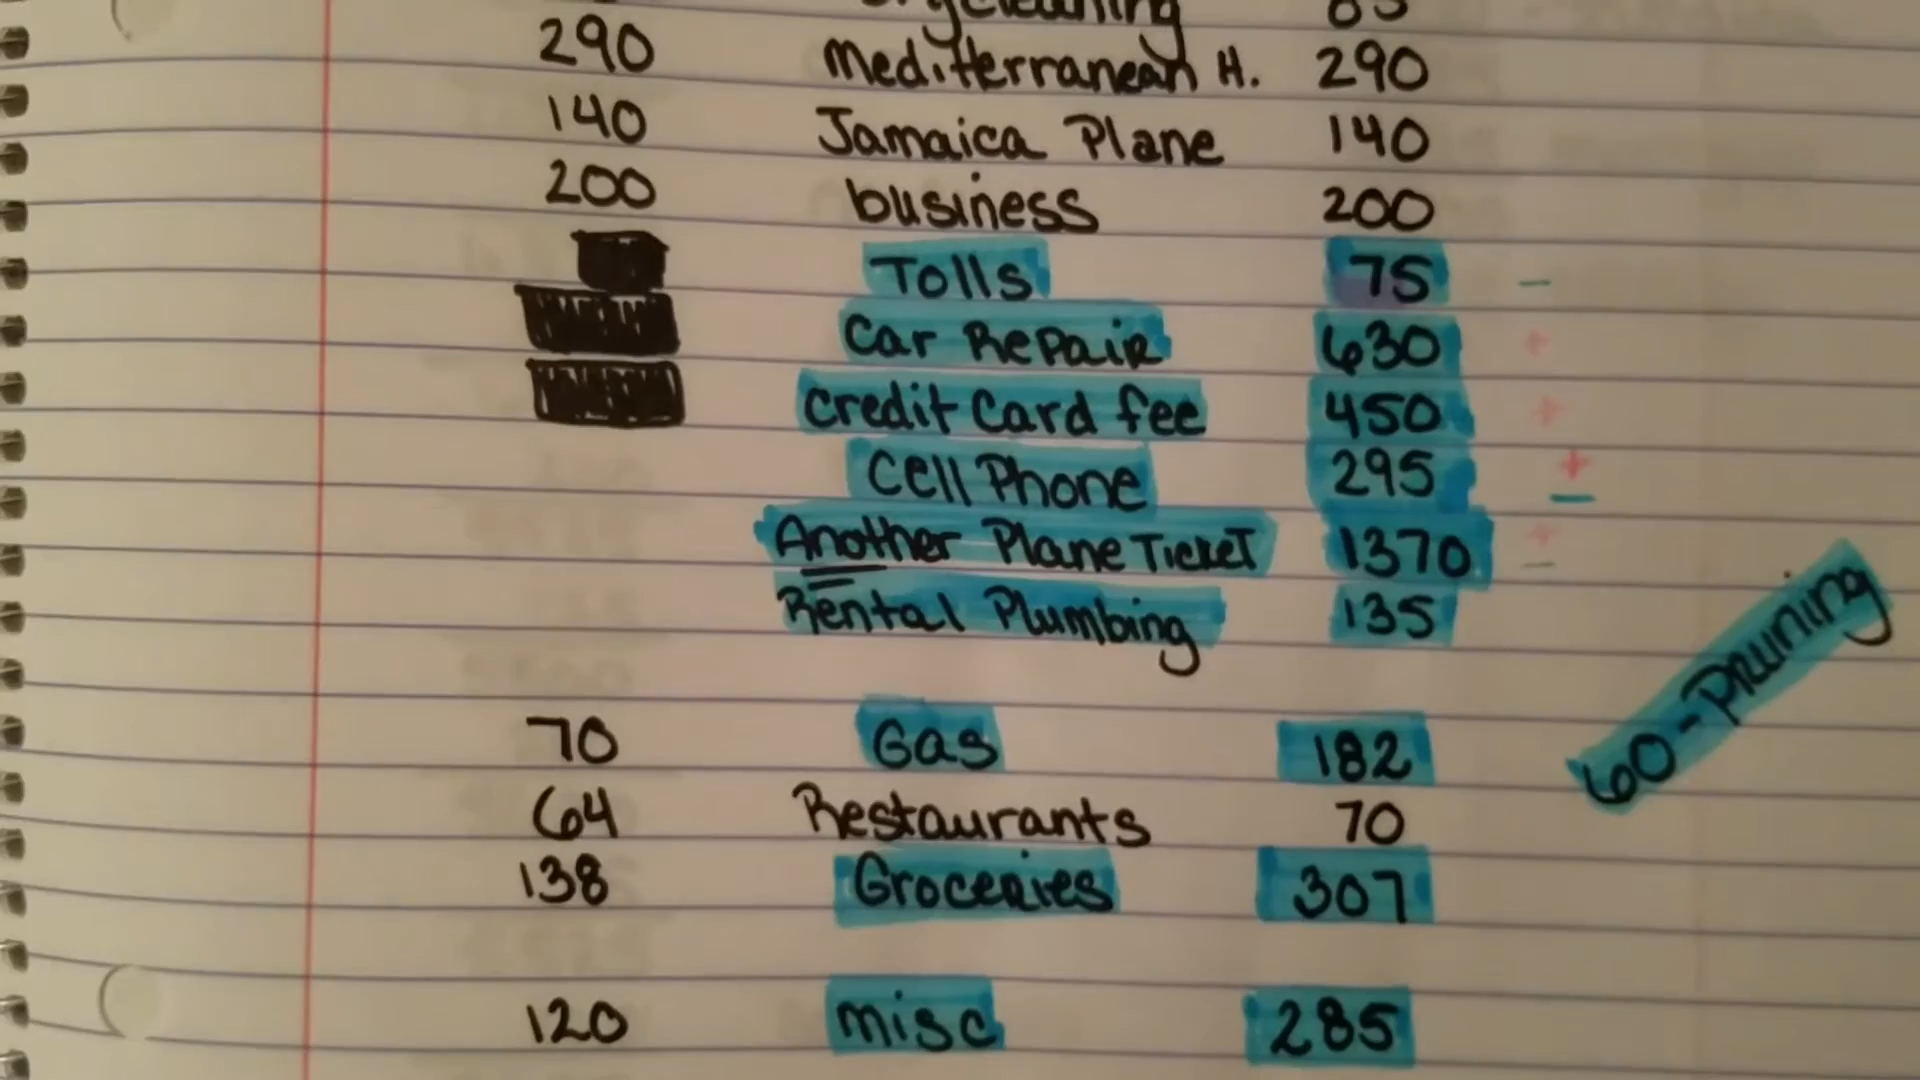 290 Mediterranean H. 290
140 Jamaica Plane 140
200 business 200
Tolls 75 -
Car Repair 630 +
Credit Card fee 450 +
Cell Phone 295 + -
Another Plane Ticket 1370 + -
Rental Plumbing 135
60-Pruning
70 Gas 182
64 Restaurants 70
138 Groceries 307
120 misc 285